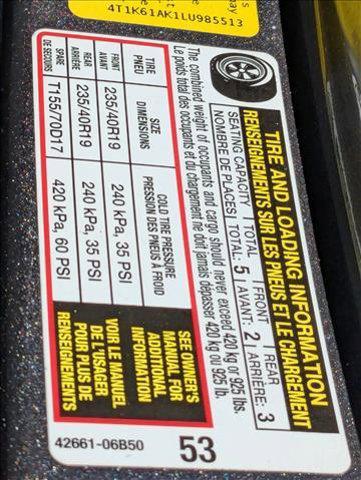 4T1K61AK1LU985513
TIRE AND LOADING INFORMATION
RENSEIGNEMENTS SUR LES PNEUS ET LE CHARGEMENT
SEATING CAPACITY | TOTAL | FRONT | REAR
NOMBRE DE PLACES | TOTAL: 5 | AVANT: 2 | ARRIÈRE: 3
The combined weight of occupants and cargo should never exceed 420 kg or 925 lbs.
Le poids total des occupants et du chargement ne doit jamais dépasser 420 kg ou 925 lb.
TIRE
PNEU
SIZE
DIMENSIONS
COLD TIRE PRESSURE
PRESSION DES PNEUS À FROID
SEE OWNER'S
MANUAL FOR
ADDITIONAL
INFORMATION
VOIR LE MANUEL
DE L'USAGER
POUR PLUS DE
RENSEIGNEMENTS
FRONT
AVANT
235/40R19
240 kPa, 35 PSI
REAR
ARRIÈRE
235/40R19
240 kPa, 35 PSI
SPARE
DE SECOURS
T155/70D17
420 kPa, 60 PSI
42661-06B50
53